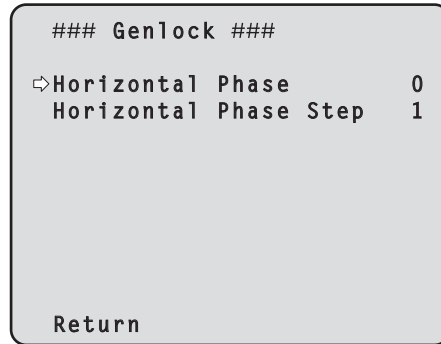 ### Genlock ###
⇨Horizontal Phase 0
Horizontal Phase Step 1
Return